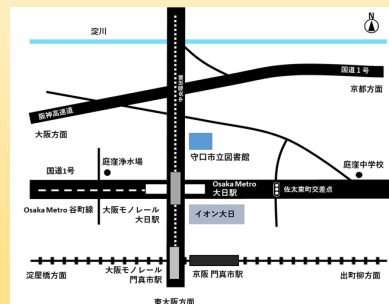 N
淀川
国道1号
京都方面
中央環状線
阪神高速道
大阪方面
守口市立図書館
庭窪浄水場
庭窪中学校
国道1号
Osaka Metro
大日駅
佐太東町交差点
Osaka Metro 谷町線
大阪モノレール
大日駅
イオン大日
大阪モノレール
門真市駅
京阪 門真市駅
淀屋橋方面
出町柳方面
東大阪方面